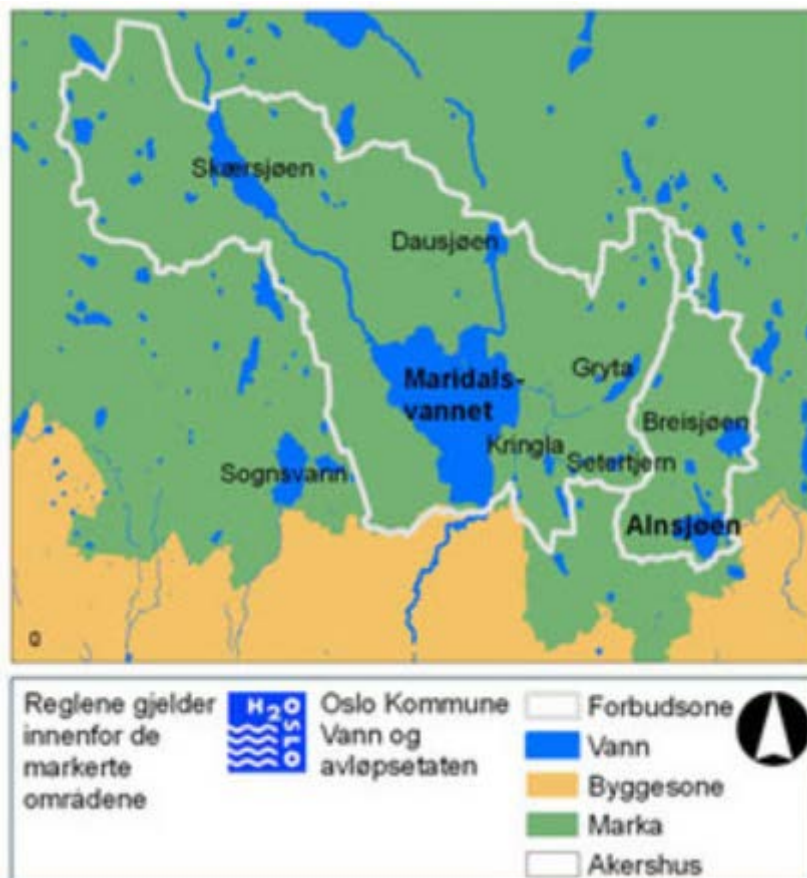 Skærsjøen
Dausjøen
Maridals-
vannet
Gryta
Breisjøen
Kringla
Setertjern
Sognsvann
Alnsjøen
0
Reglene gjelder
innenfor de
markerte
områdene
H2O
OSLO
Oslo Kommune
Vann og
avløpsetaten
Forbudsone
Vann
Byggesone
Marka
Akershus